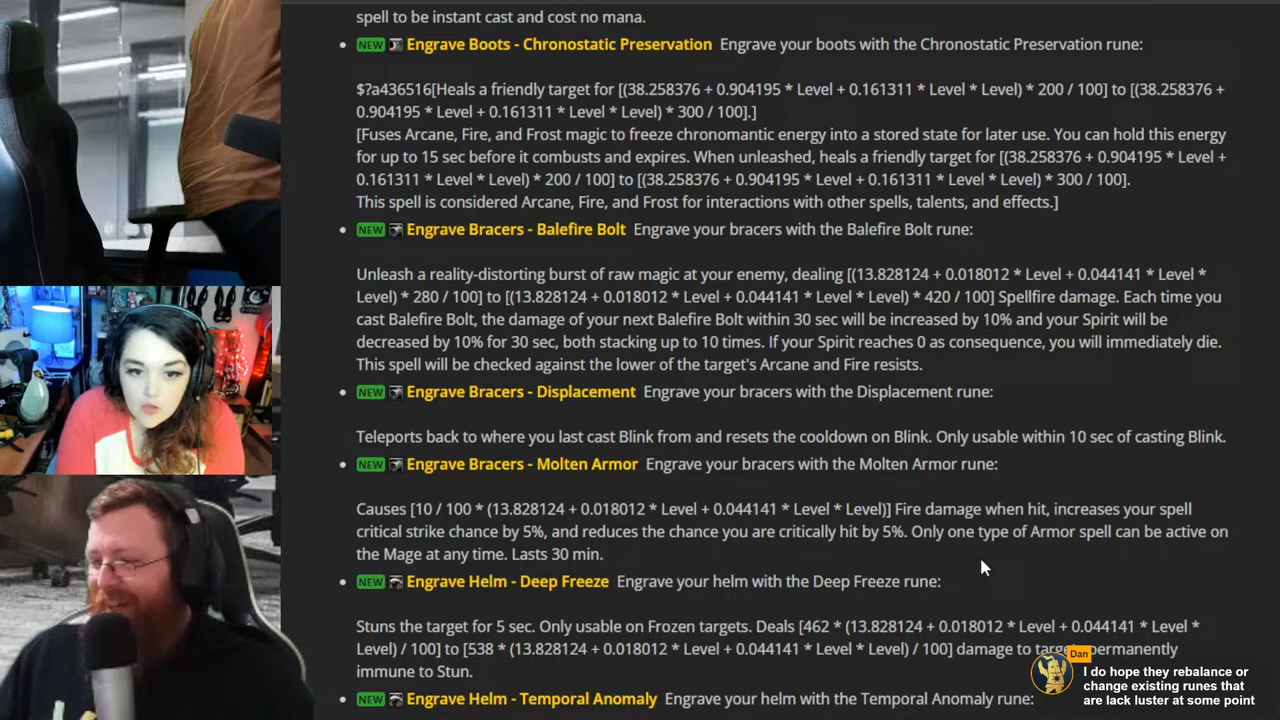 spell to be instant cast and cost no mana.
NEW Engrave Boots - Chronostatic Preservation Engrave your boots with the Chronostatic Preservation rune:
$?a436516[Heals a friendly target for [(38.258376 + 0.904195 * Level + 0.161311 * Level * Level) * 200 / 100] to [(38.258376 +
0.904195 * Level + 0.161311 * Level * Level) * 300 / 100].]
[Fuses Arcane, Fire, and Frost magic to freeze chronomantic energy into a stored state for later use. You can hold this energy
for up to 15 sec before it combusts and expires. When unleashed, heals a friendly target for [(38.258376 + 0.904195 * Level +
0.161311 * Level * Level) * 200 / 100] to [(38.258376 + 0.904195 * Level + 0.161311 * Level * Level) * 300 / 100].
This spell is considered Arcane, Fire, and Frost for interactions with other spells, talents, and effects.]
NEW Engrave Bracers - Balefire Bolt Engrave your bracers with the Balefire Bolt rune:
Unleash a reality-distorting burst of raw magic at your enemy, dealing [(13.828124 + 0.018012 * Level + 0.044141 * Level *
Level) * 280 / 100] to [(13.828124 + 0.018012 * Level + 0.044141 * Level * Level) * 420 / 100] Spellfire damage. Each time you
cast Balefire Bolt, the damage of your next Balefire Bolt within 30 sec will be increased by 10% and your Spirit will be
decreased by 10% for 30 sec, both stacking up to 10 times. If your Spirit reaches 0 as consequence, you will immediately die.
This spell will be checked against the lower of the target's Arcane and Fire resists.
NEW Engrave Bracers - Displacement Engrave your bracers with the Displacement rune:
Teleports back to where you last cast Blink from and resets the cooldown on Blink. Only usable within 10 sec of casting Blink.
NEW Engrave Bracers - Molten Armor Engrave your bracers with the Molten Armor rune:
Causes [10 / 100 * (13.828124 + 0.018012 * Level + 0.044141 * Level * Level)] Fire damage when hit, increases your spell
critical strike chance by 5%, and reduces the chance you are critically hit by 5%. Only one type of Armor spell can be active on
the Mage at any time. Lasts 30 min.
NEW Engrave Helm - Deep Freeze Engrave your helm with the Deep Freeze rune:
Stuns the target for 5 sec. Only usable on Frozen targets. Deals [462 * (13.828124 + 0.018012 * Level + 0.044141 * Level *
Level) / 100] to [538 * (13.828124 + 0.018012 * Level + 0.044141 * Level * Level) / 100] damage to permanently
immune to Stun.
NEW Engrave Helm - Temporal Anomaly Engrave your helm with the Temporal Anomaly rune:
Dan
I do hope they rebalance or
change existing runes that
are lack luster at some point